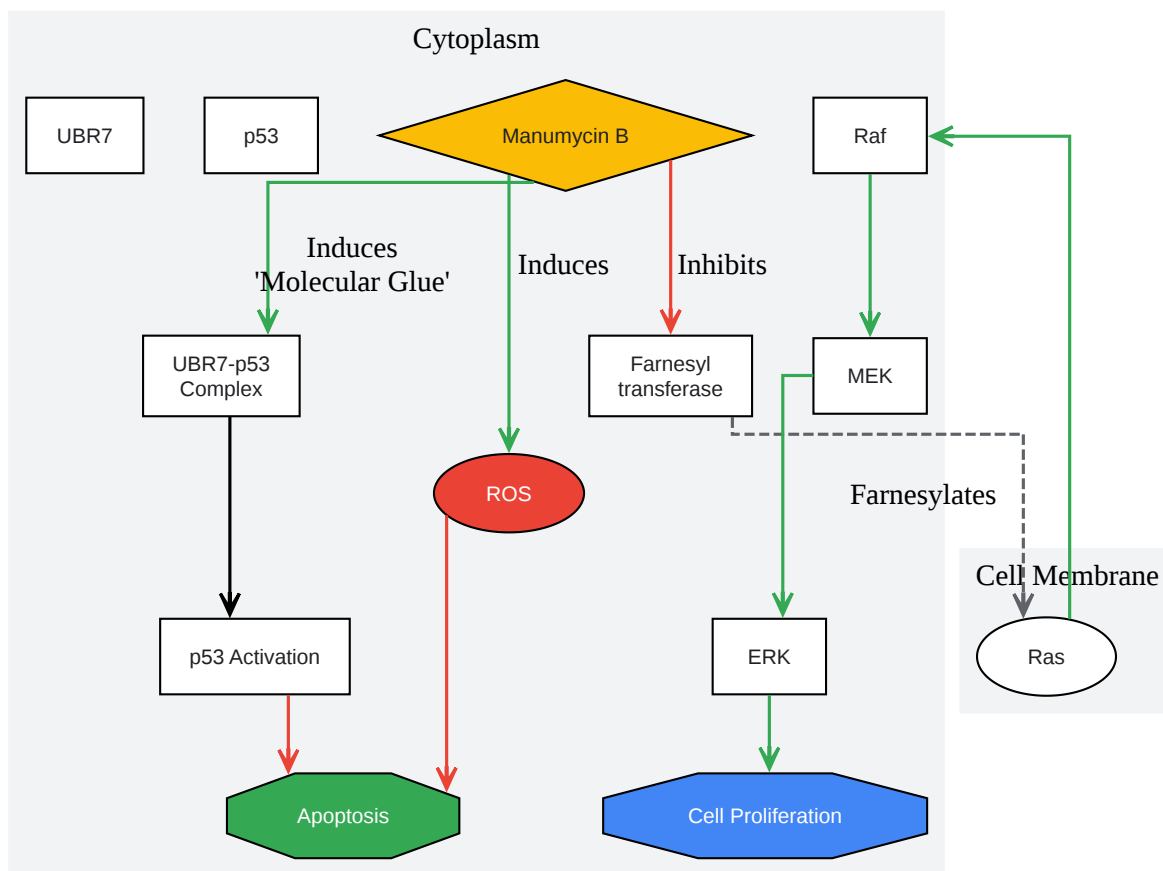 Cytoplasm
UBR7
p53
Manumycin B
Raf
Induces
'Molecular Glue'
Induces
Inhibits
UBR7-p53
Complex
Farnesyl
transferase
MEK
ROS
Farnesylates
Cell Membrane
p53 Activation
ERK
Ras
Apoptosis
Cell Proliferation